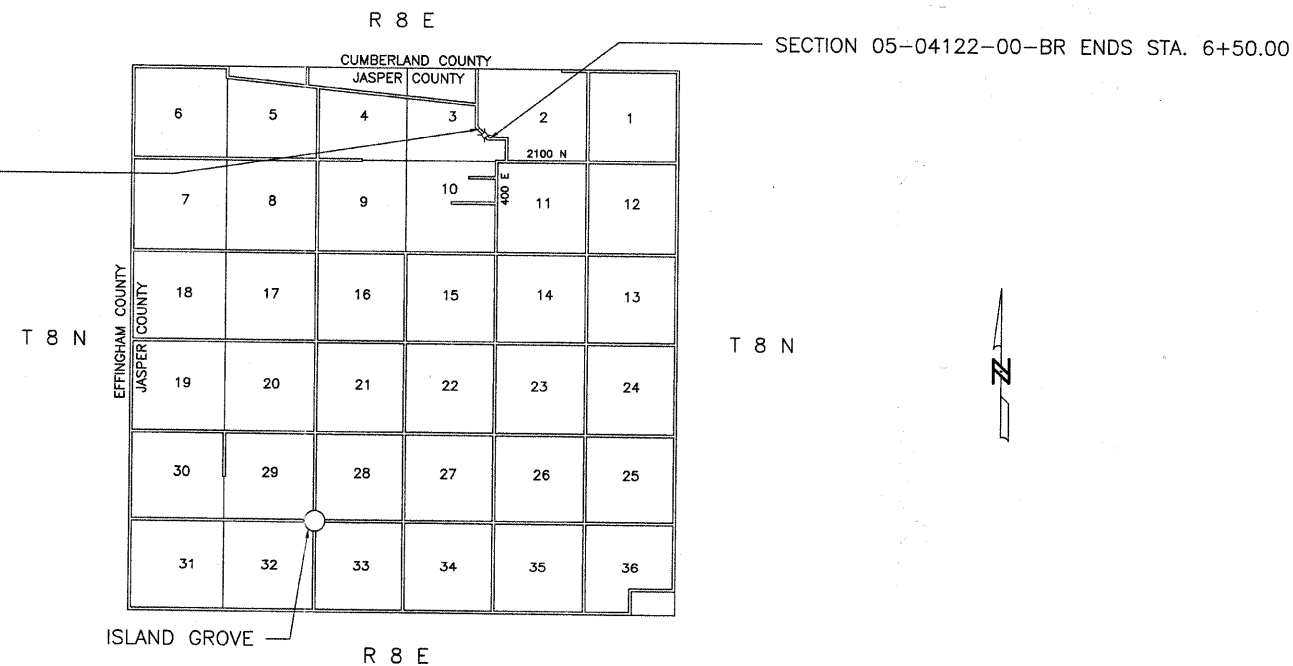 R 8 E
SECTION 05-04122-00-BR ENDS STA. 6+50.00
CUMBERLAND COUNTY
JASPER COUNTY
6 5 4 3 2 1
2100 N
400 E
7 8 9 10 11 12
EFFINGHAM COUNTY
JASPER COUNTY
18 17 16 15 14 13
T 8 N
T 8 N
N
19 20 21 22 23 24
30 29 28 27 26 25
31 32 33 34 35 36
ISLAND GROVE
R 8 E